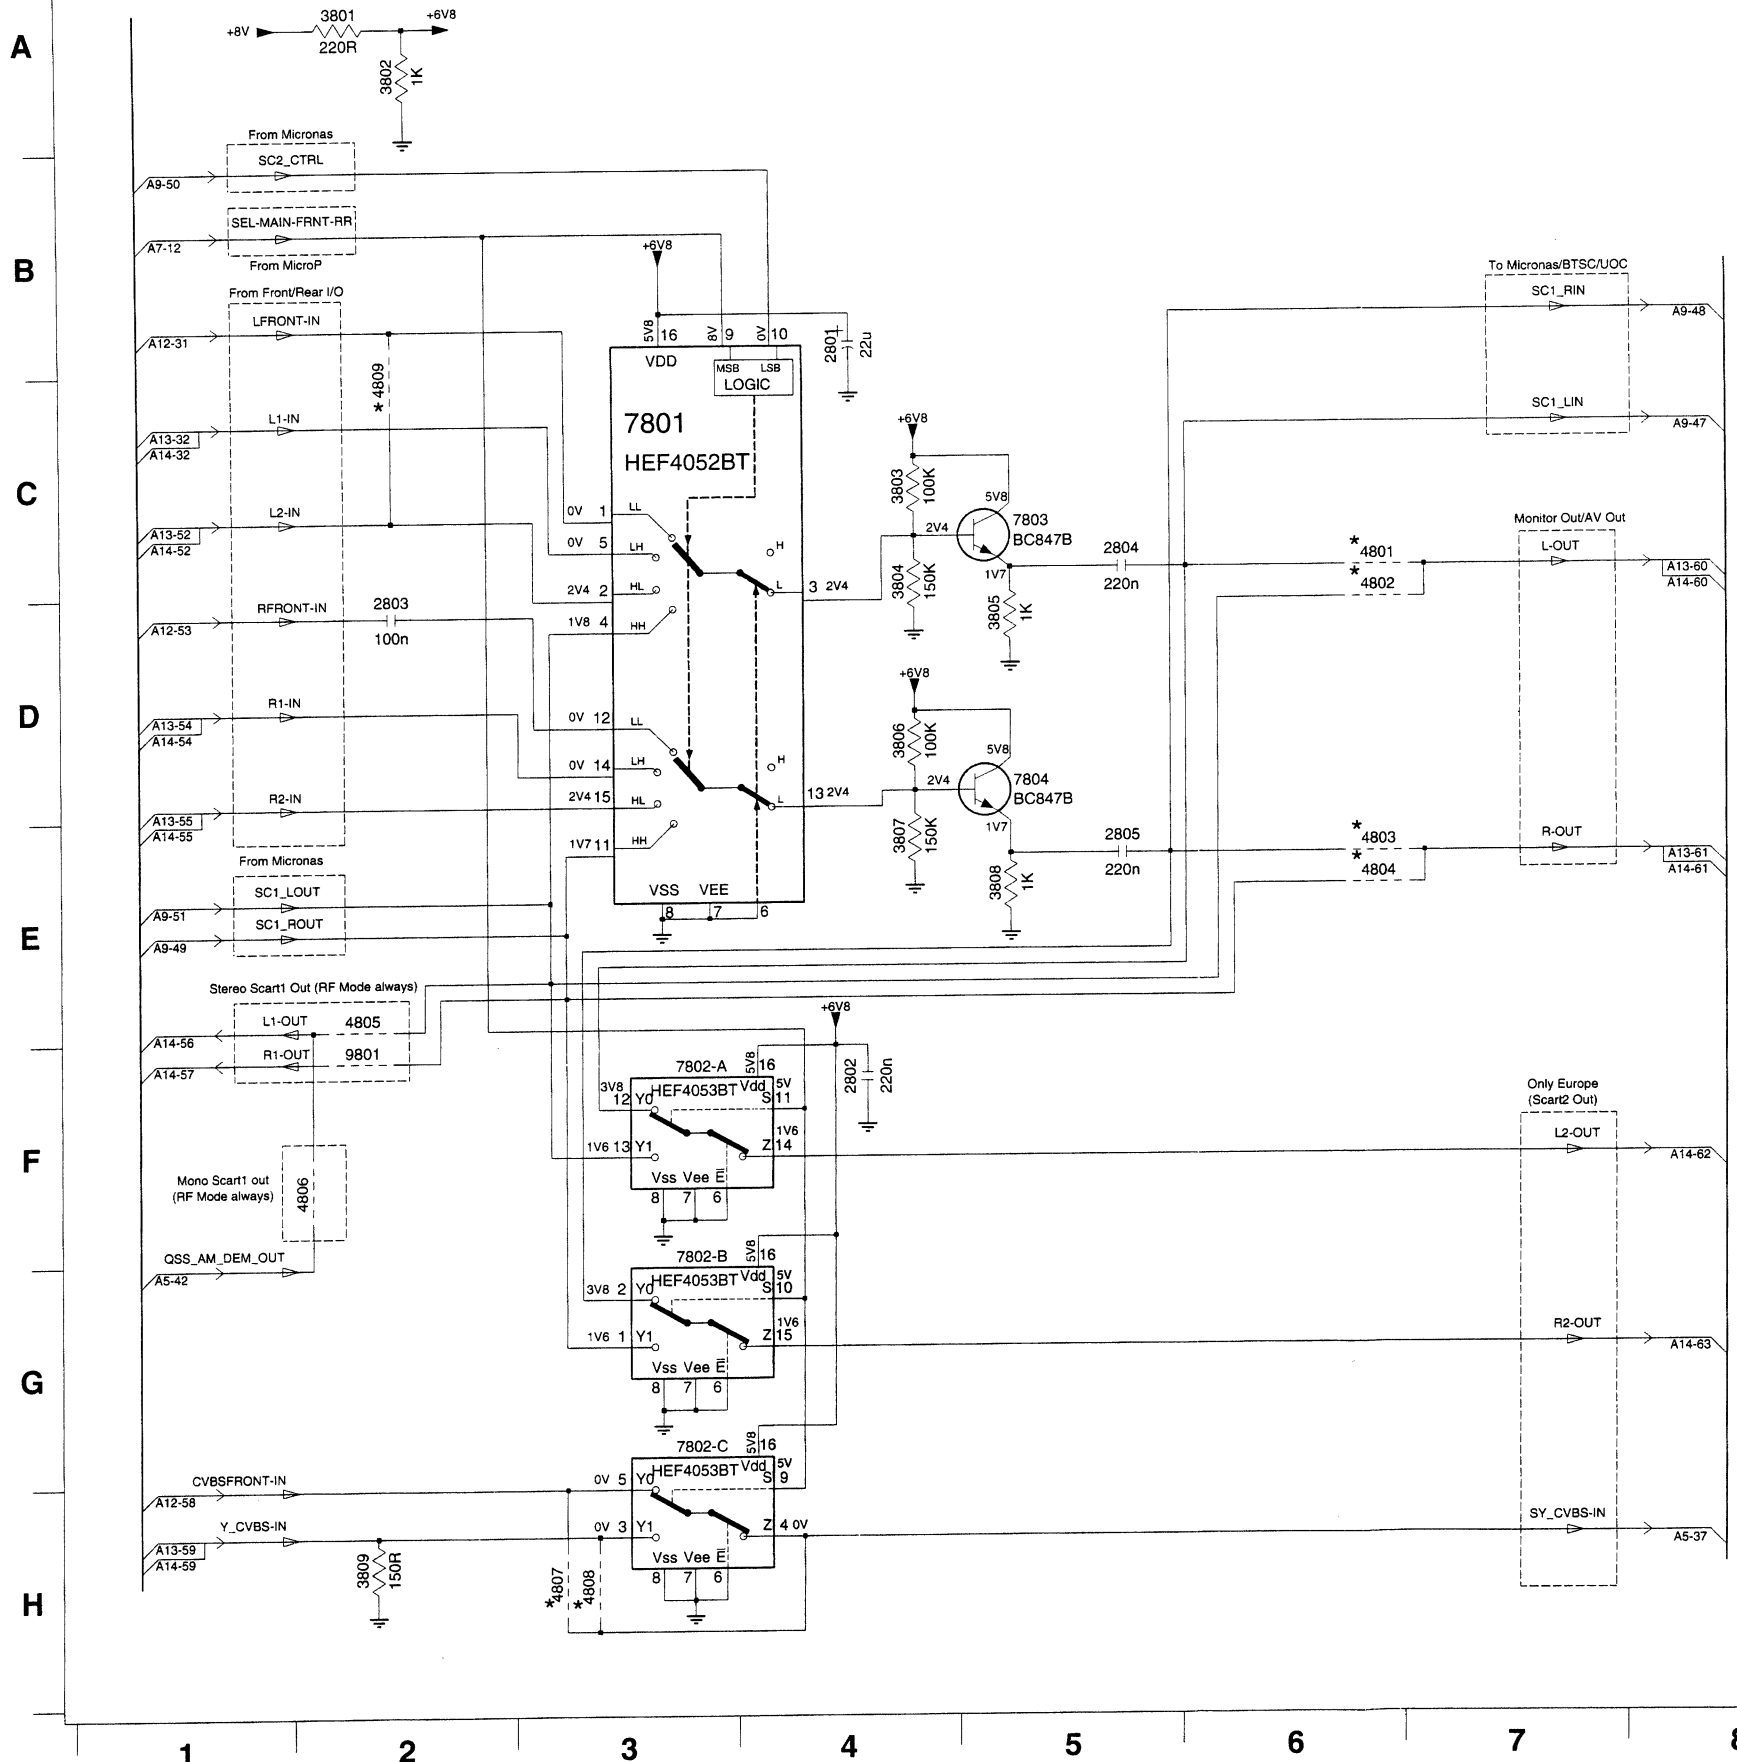 A
+8V
3801
220R
+6V8
3802
1K
From Micronas
SC2_CTRL
A9-50
SEL-MAIN-FRNT-RR
A7-12
From MicroP
B
From Front/Rear I/O
LFRONT-IN
A12-31
* 4809
L1-IN
A13-32
A14-32
C
L2-IN
A13-52
A14-52
RFRONT-IN
A12-53
2803
100n
R1-IN
A13-54
A14-54
D
R2-IN
A13-55
A14-55
From Micronas
SC1_LOUT
A9-51
SC1_ROUT
A9-49
E
Stereo Scart1 Out (RF Mode always)
L1-OUT
4805
A14-56
R1-OUT
9801
A14-57
F
Mono Scart1 out
(RF Mode always)
4806
QSS_AM_DEM_OUT
A5-42
G
CVBSFRONT-IN
A12-58
Y_CVBS-IN
A13-59
A14-59
3809
150R
H
+6V8
5V8
16
8V
9
0V
10
2801
22u
VDD
MSB
LSB
LOGIC
7801
HEF4052BT
0V 1 LL
0V 5 LH
2V4 2 HL
1V8 4 HH
H
L
3 2V4
0V 12 LL
0V 14 LH
2V4 15 HL
1V7 11 HH
H
L
13 2V4
VSS VEE
8 7 6
+6V8
3803
100K
2V4
5V8
7803
BC847B
3804
150K
1V7
3805
1K
2804
220n
+6V8
3806
100K
2V4
5V8
7804
BC847B
3807
150K
1V7
3808
1K
2805
220n
To Micronas/BTSC/UOC
SC1_RIN
A9-48
SC1_LIN
A9-47
Monitor Out/AV Out
L-OUT
A13-60
A14-60
*
4801
*
4802
R-OUT
A13-61
A14-61
*
4803
*
4804
+6V8
2802
220n
7802-A
5V8
16
HEF4053BT
Vdd
5V
S 11
3V8
12 Y0
1V6 13 Y1
1V6
Z 14
Vss Vee E
8 7 6
7802-B
5V8
16
HEF4053BT
Vdd
5V
S 10
3V8 2 Y0
1V6 1 Y1
1V6
Z 15
Vss Vee E
8 7 6
7802-C
5V8
16
HEF4053BT
Vdd
5V
S 9
0V 5 Y0
0V 3 Y1
Z 4 0V
Vss Vee E
8 7 6
*4807
*4808
Only Europe
(Scart2 Out)
L2-OUT
A14-62
R2-OUT
A14-63
SY_CVBS-IN
A5-37
1
2
3
4
5
6
7